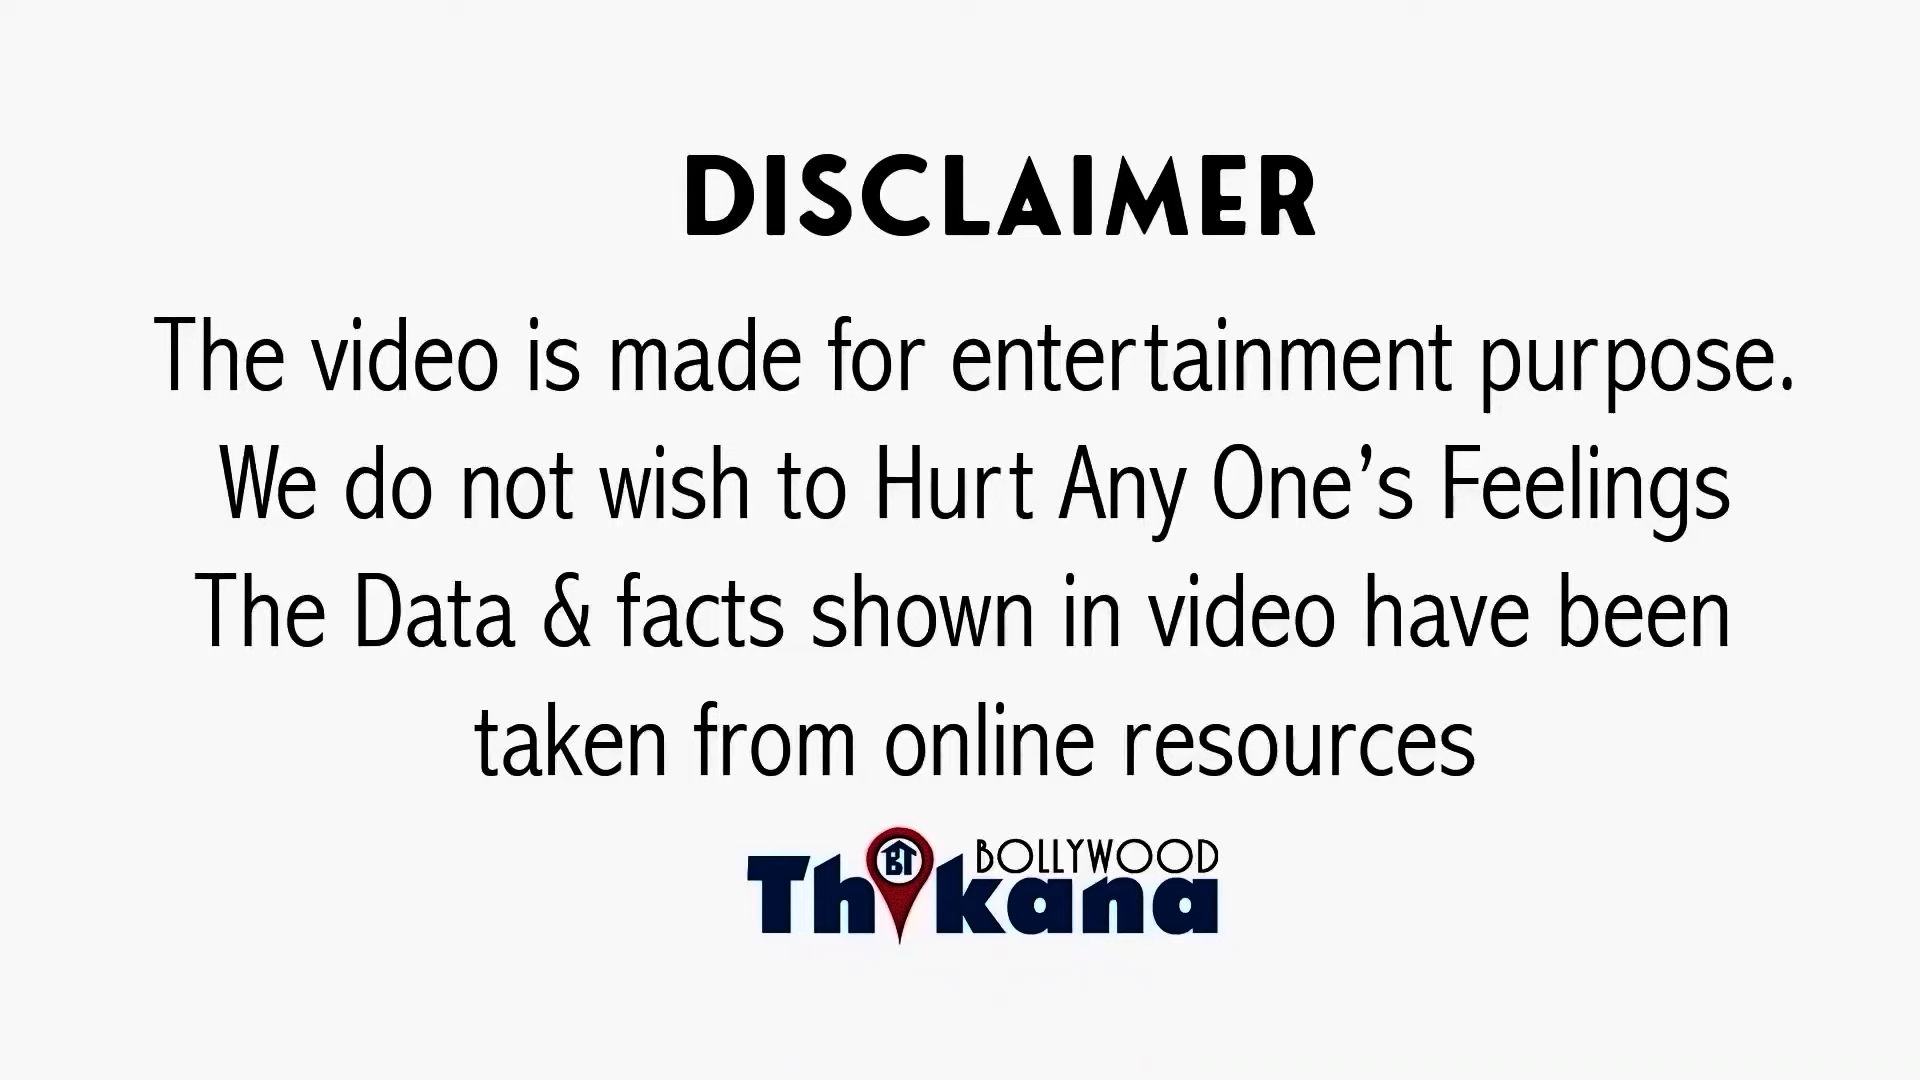 DISCLAIMER
The video is made for entertainment purpose.
We do not wish to Hurt Any One’s Feelings
The Data & facts shown in video have been
taken from online resources
BT
BOLLYWOOD
Thikana